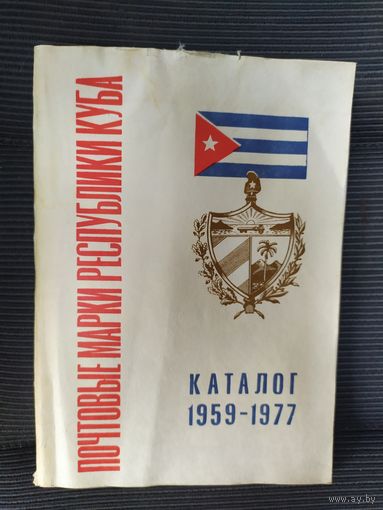 ПОЧТОВЫЕ МАРКИ РЕСПУБЛИКИ КУБА
КАТАЛОГ
1959-1977
www.ay.by